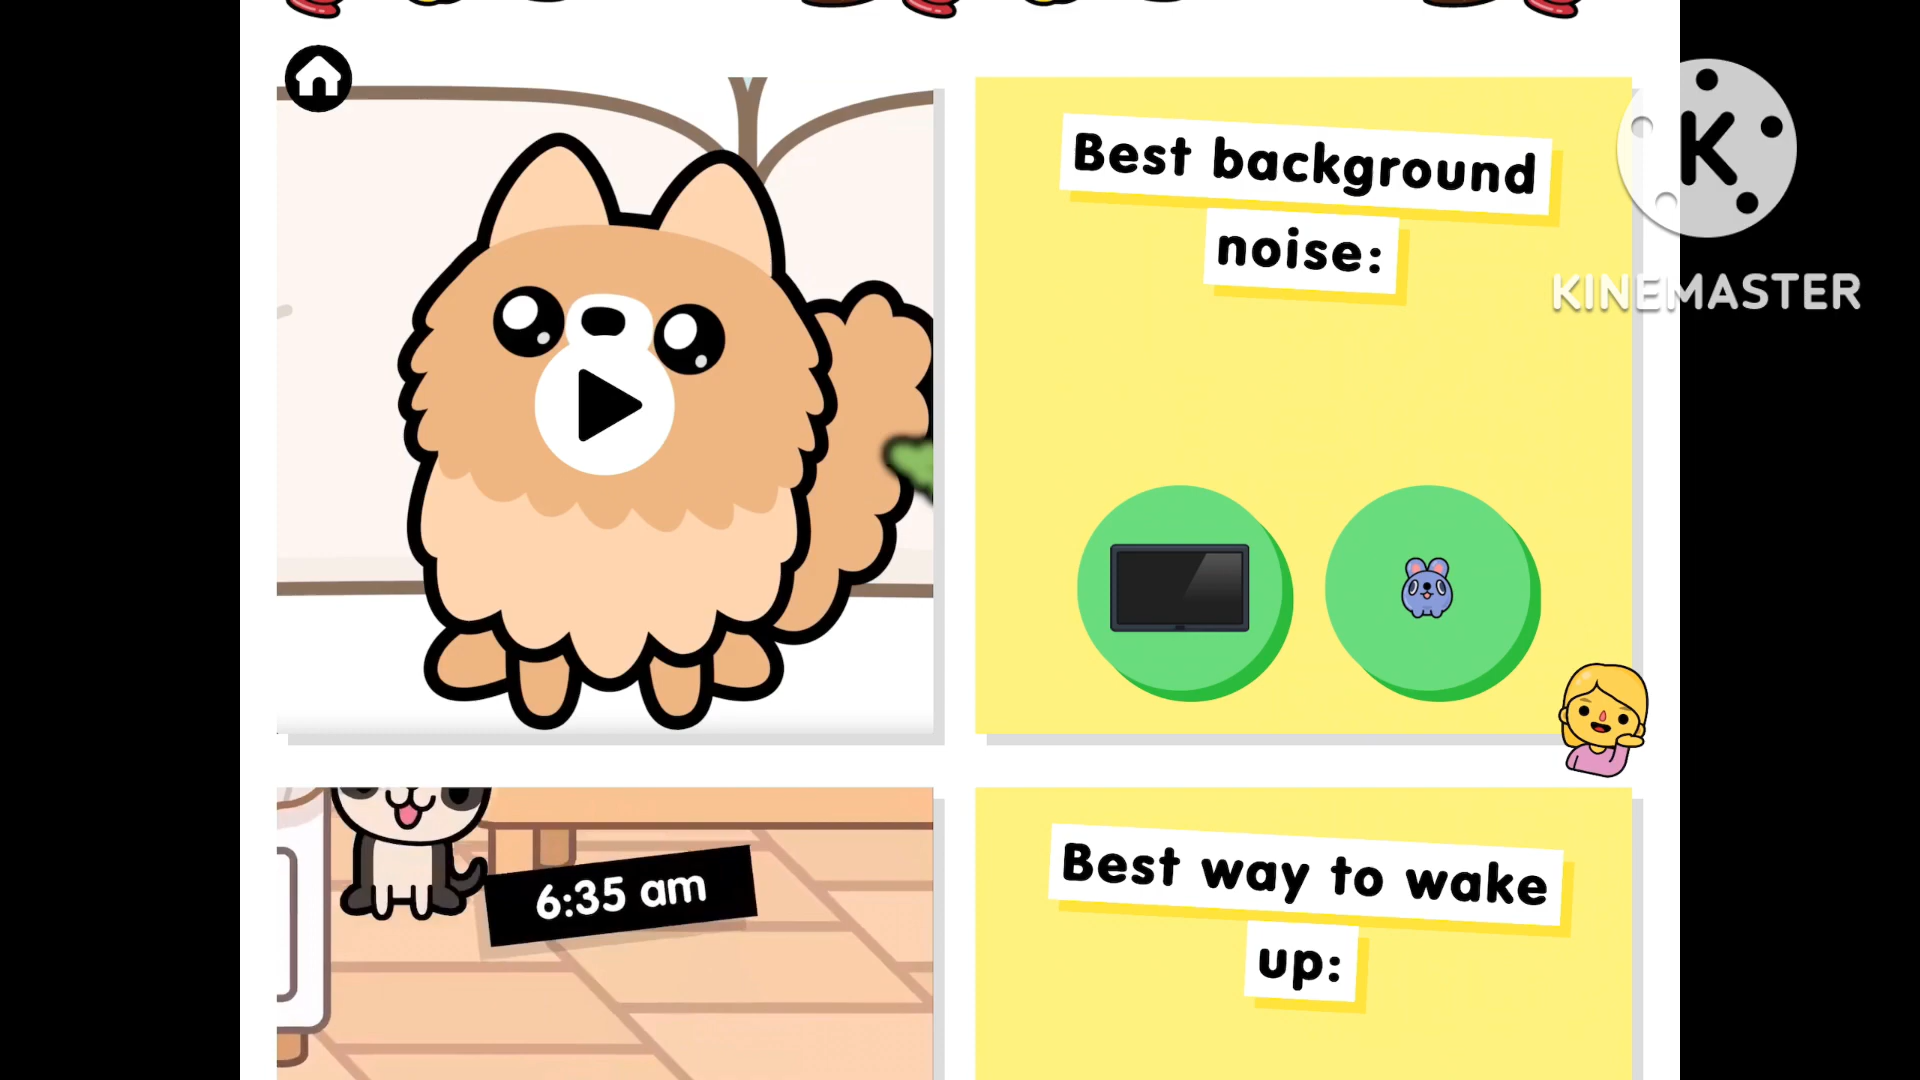 Best background
noise:
K
KINEMASTER
6:35 am
Best way to wake
up: